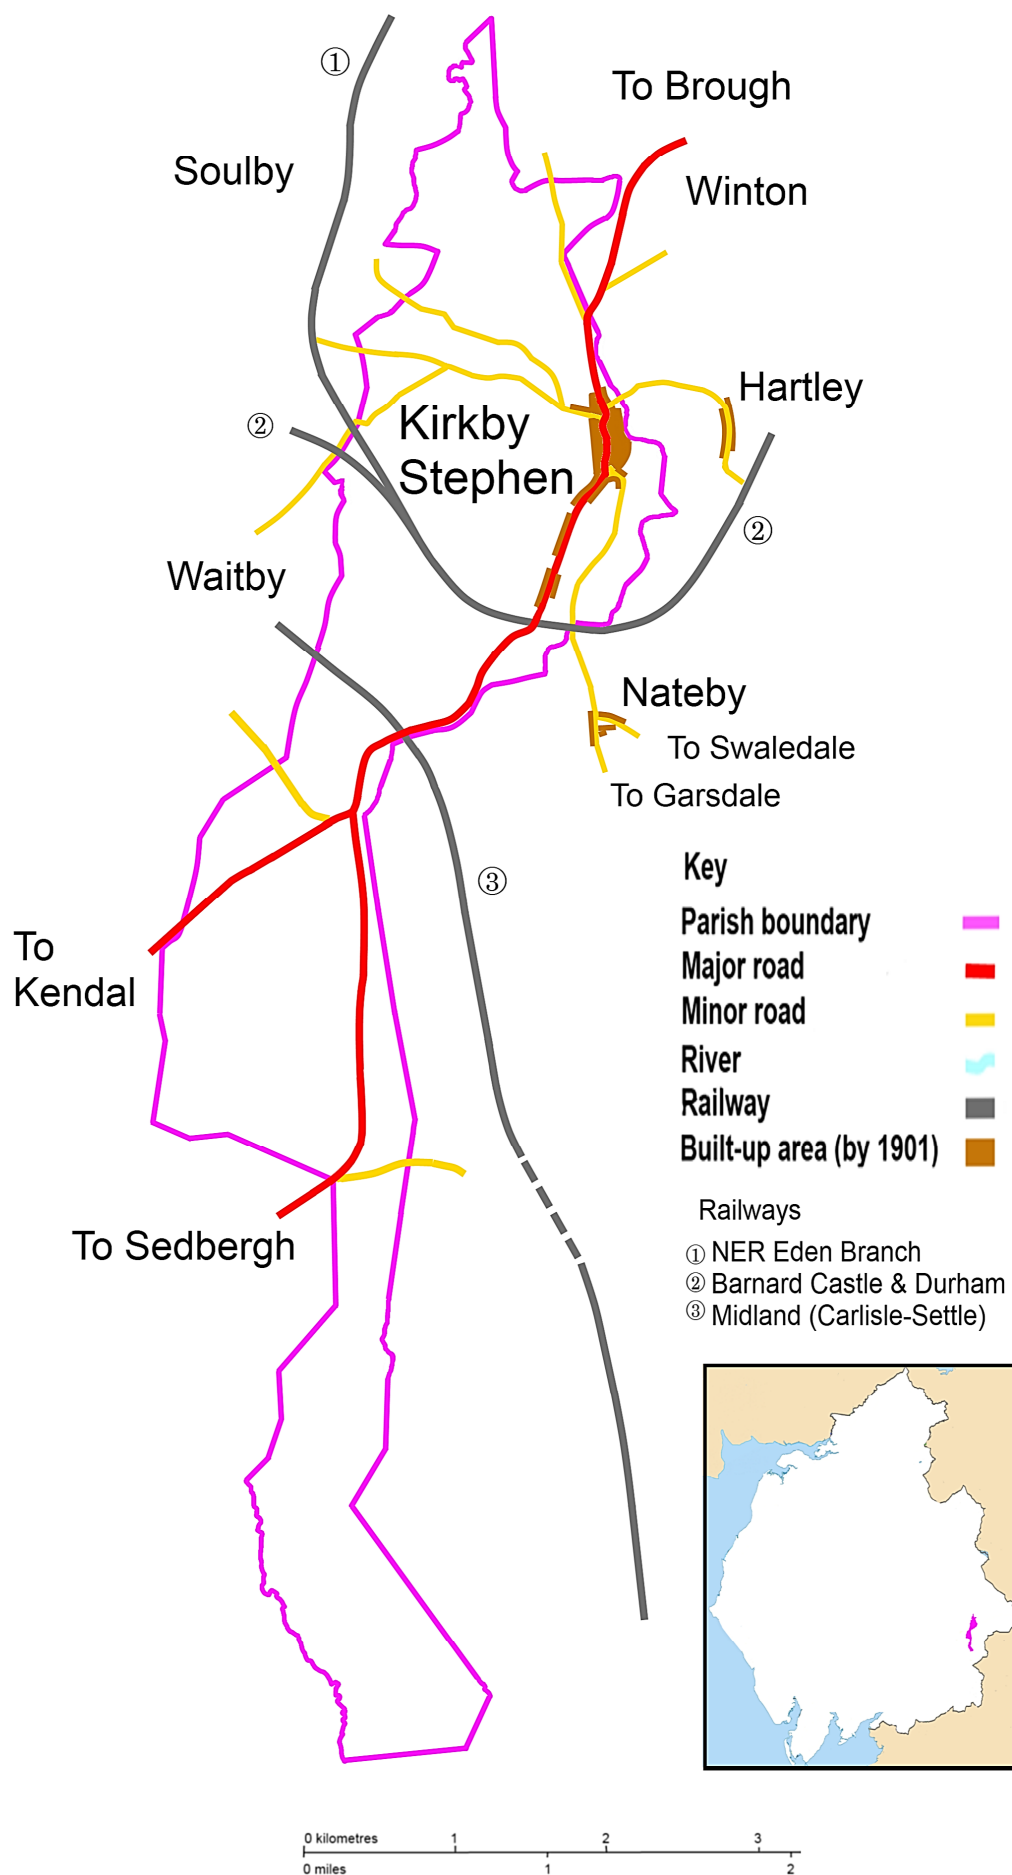 ①
To Brough
Soulby
Winton
Hartley
②
Kirkby
Stephen
②
Waitby
Nateby
To Swaledale
To Garsdale
③
To
Kendal
To Sedbergh
Key
Parish boundary
Major road
Minor road
River
Railway
Built-up area (by 1901)
Railways
① NER Eden Branch
② Barnard Castle & Durham
③ Midland (Carlisle-Settle)
0 kilometres 1 2 3
0 miles 1 2